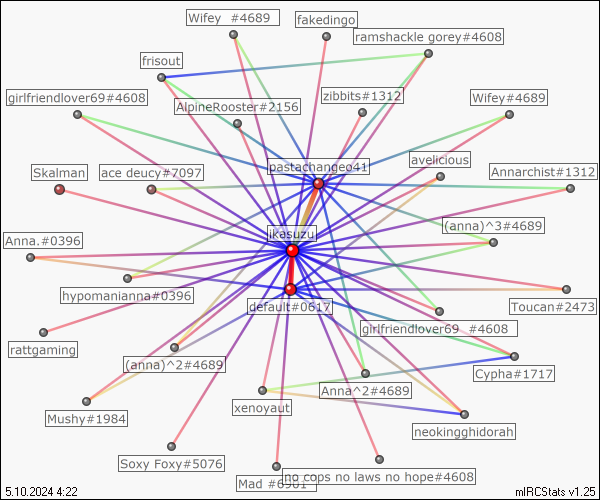 Wifey  #4689
fakedingo
ramshackle gorey#4608
frisout
girlfriendlover69#4608
AlpineRooster#2156
zibbits#1312
Wifey#4689
pastachangeo41
avelicious
Skalman
ace deucy#7097
Annarchist#1312
(anna)^3#4689
ikesuzu
Anna.#0396
hypomanianna#0396
default#0617
Toucan#2473
girlfriendlover69  #4608
rattgaming
(anna)^2#4689
Cypha#1717
Anna^2#4689
xenoyaut
Mushy#1984
neokingghidorah
Soxy Foxy#5076
no cops no laws no hope#4608
Mad
5.10.2024 4:22
mIRCStats v1.25